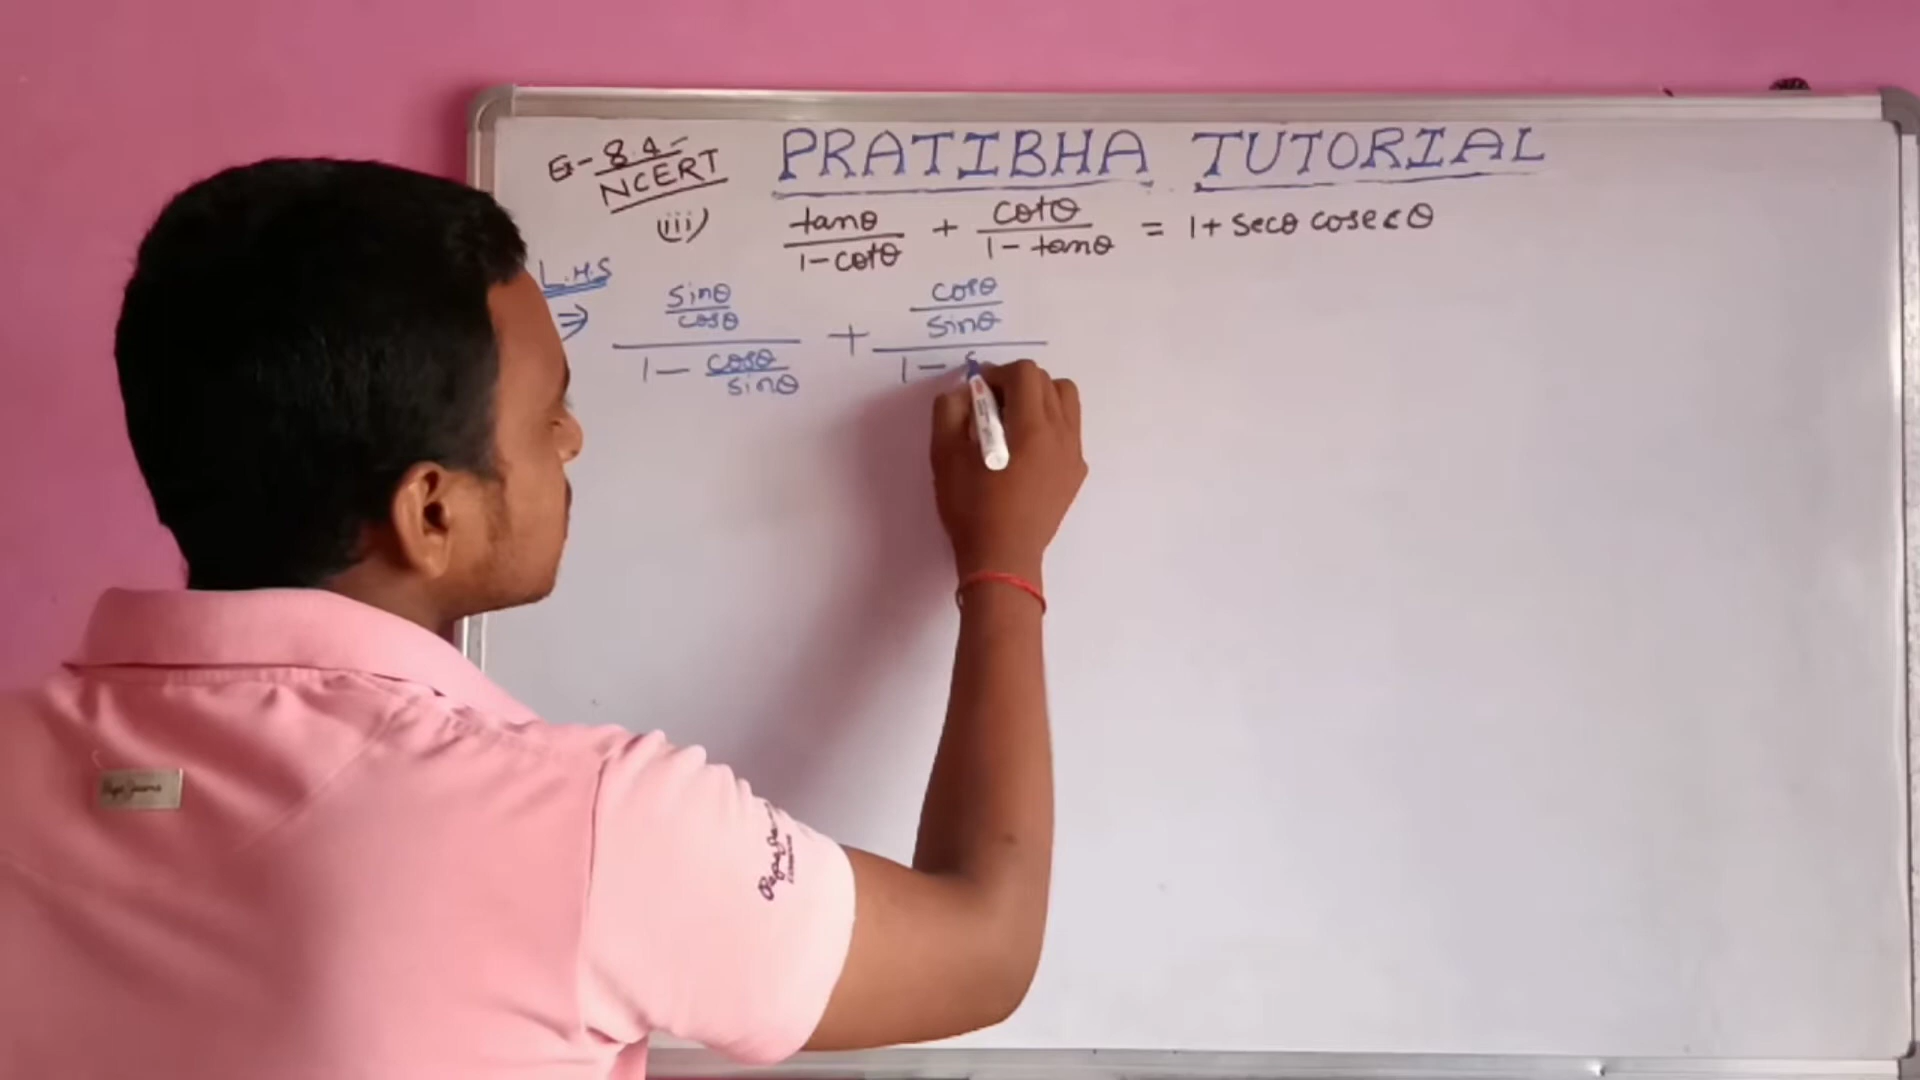 Ex-8.4-
NCERT
PRATIBHA TUTORIAL
(iii) tanθ/1-cotθ + cotθ/1-tanθ = 1+ secθ cosecθ
L.H.S
⇒ sinθ/cosθ / 1- cosθ/sinθ + cosθ/sinθ / 1- s